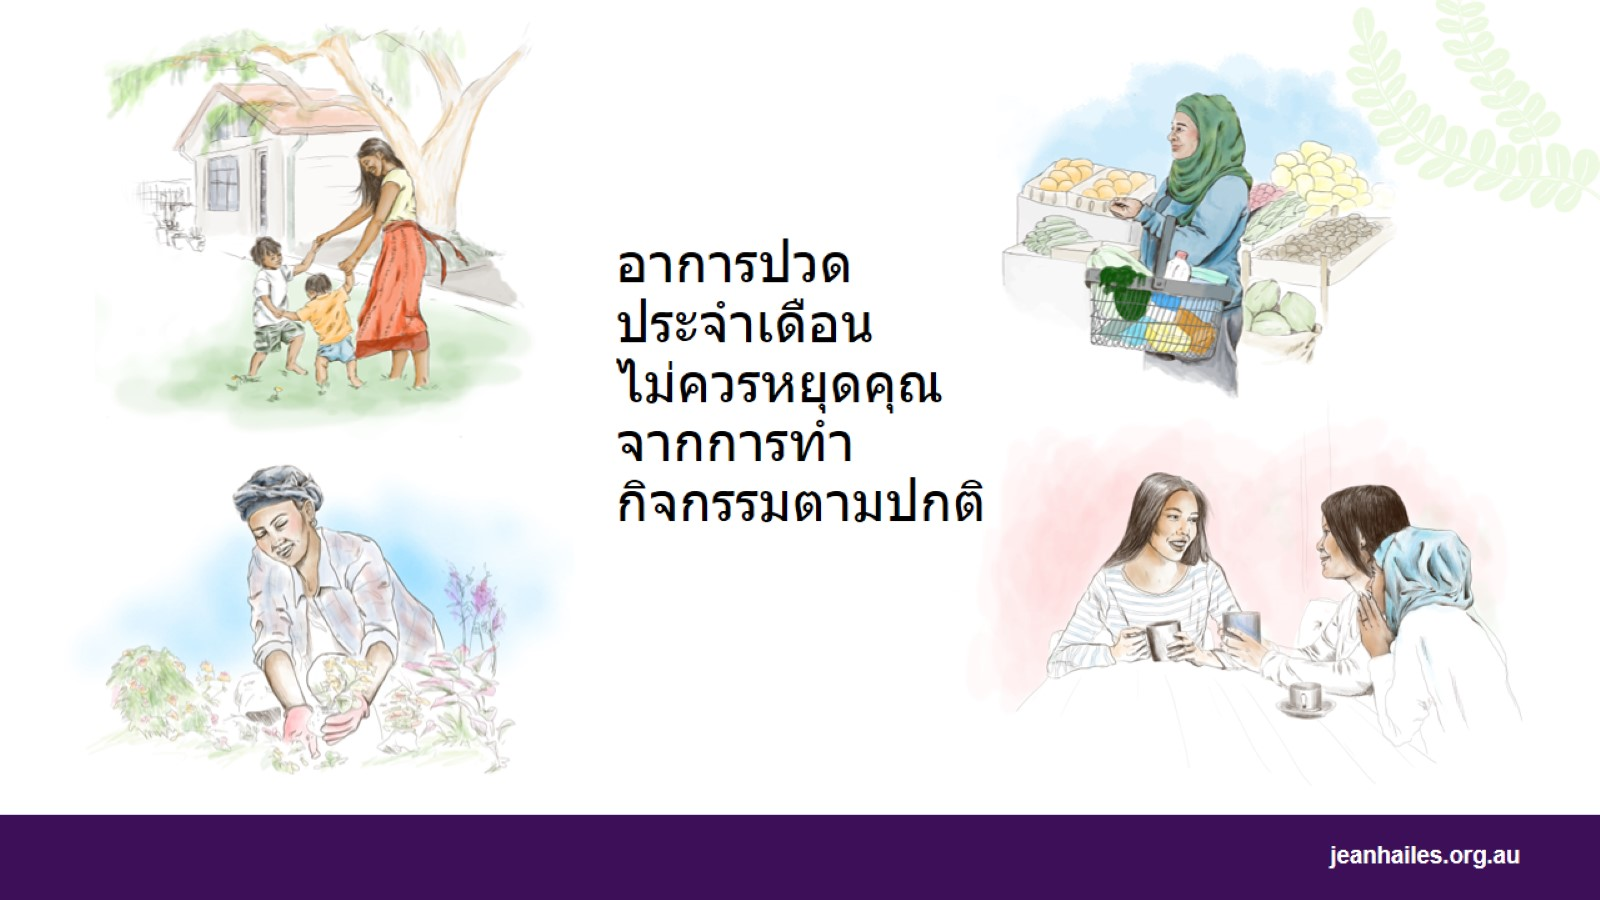 อาการปวด
ประจำเดือน
ไม่ควรหยุดคุณ
จากการทำ
กิจกรรมตามปกติ
jeanhailes.org.au